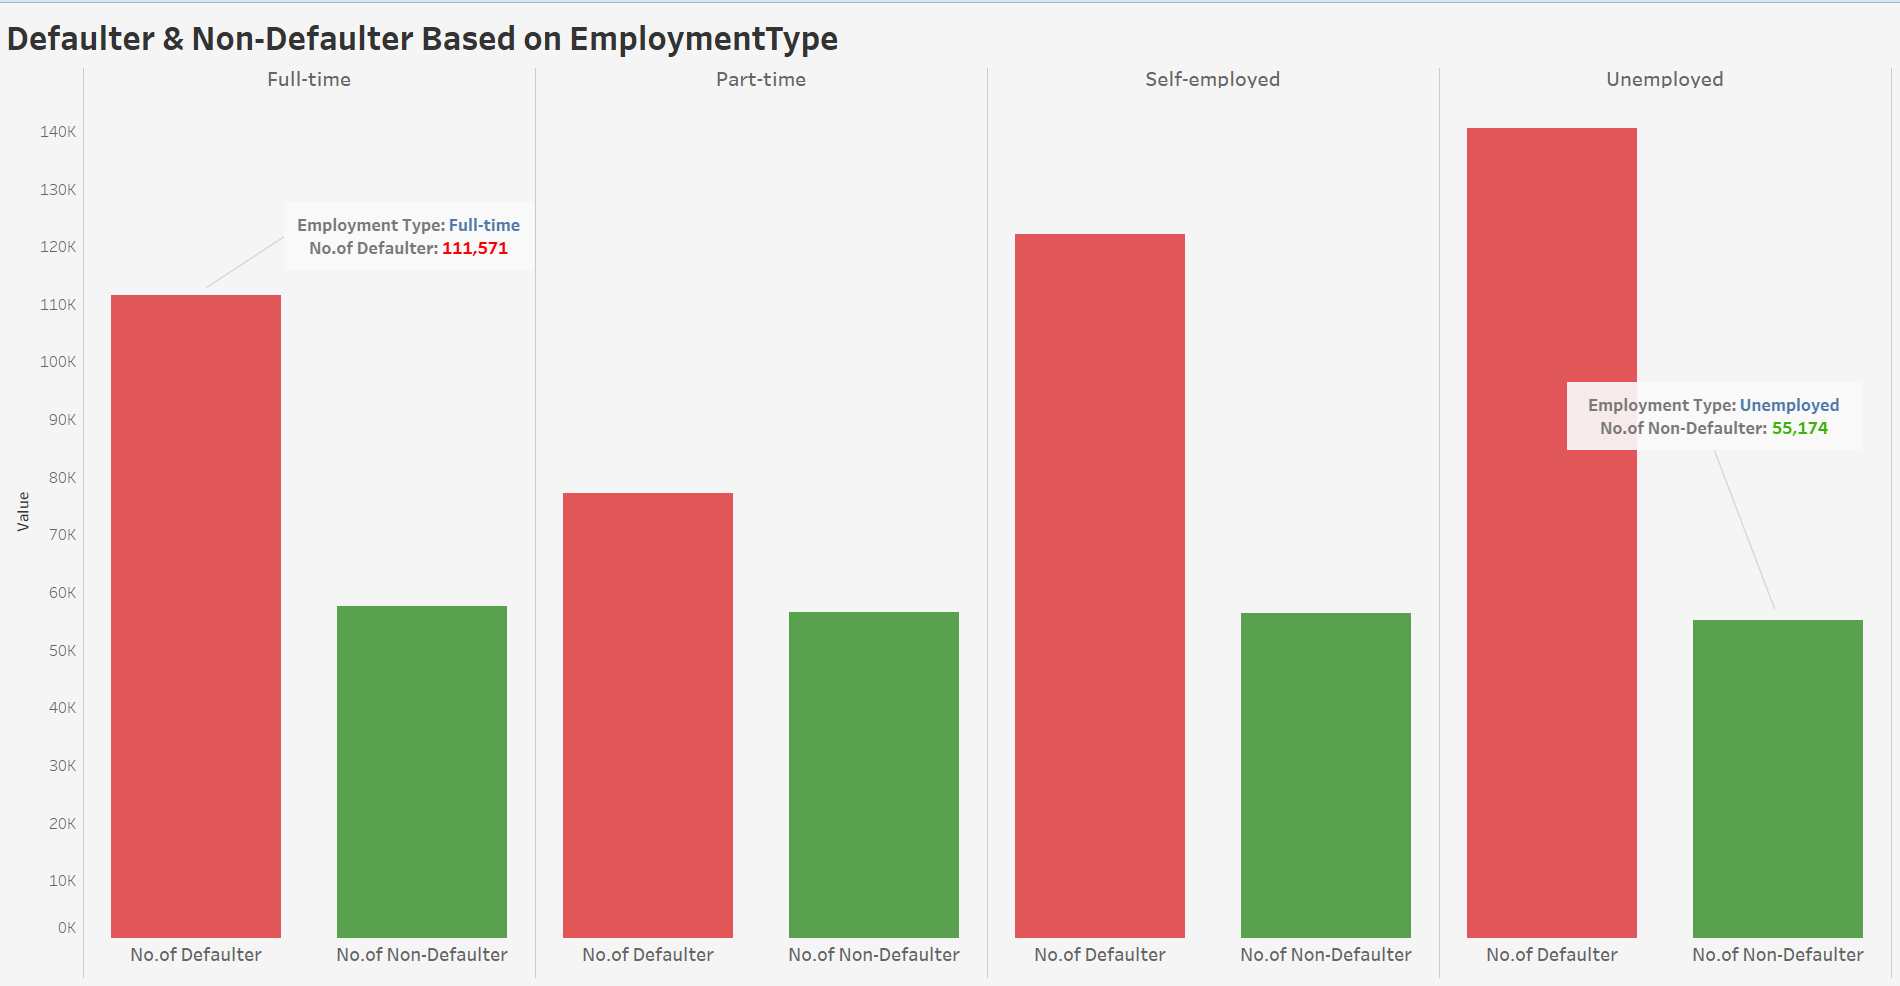 Defaulter & Non-Defaulter Based on EmploymentType
Full-time
Part-time
Self-employed
Unemployed
Value
140K
130K
120K
110K
100K
90K
80K
70K
60K
50K
40K
30K
20K
10K
0K
Employment Type: Full-time
No.of Defaulter: 111,571
Employment Type: Unemployed
No.of Non-Defaulter: 55,174
No.of Defaulter
No.of Non-Defaulter
No.of Defaulter
No.of Non-Defaulter
No.of Defaulter
No.of Non-Defaulter
No.of Defaulter
No.of Non-Defaulter